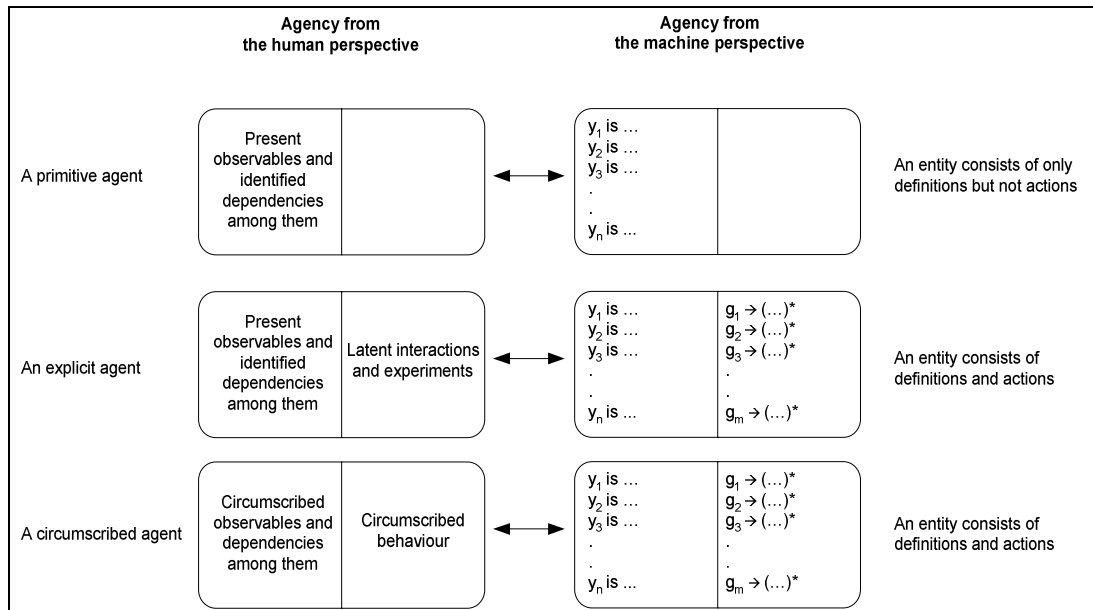 Agency from
the human perspective
Agency from
the machine perspective
A primitive agent
Present
observables and
identified
dependencies
among them
y1 is …
y2 is …
y3 is …
.
.
yn is ...
An entity consists of only
definitions but not actions
An explicit agent
Present
observables and
identified
dependencies
among them
Latent interactions
and experiments
y1 is …
y2 is …
y3 is …
.
.
yn is ...
g1 → (…)*
g2 → (…)*
g3 → (…)*
.
.
gm → (…)*
An entity consists of
definitions and actions
A circumscribed agent
Circumscribed
observables and
dependencies
among them
Circumscribed
behaviour
y1 is …
y2 is …
y3 is …
.
.
yn is ...
g1 → (…)*
g2 → (…)*
g3 → (…)*
.
.
gm → (…)*
An entity consists of
definitions and actions